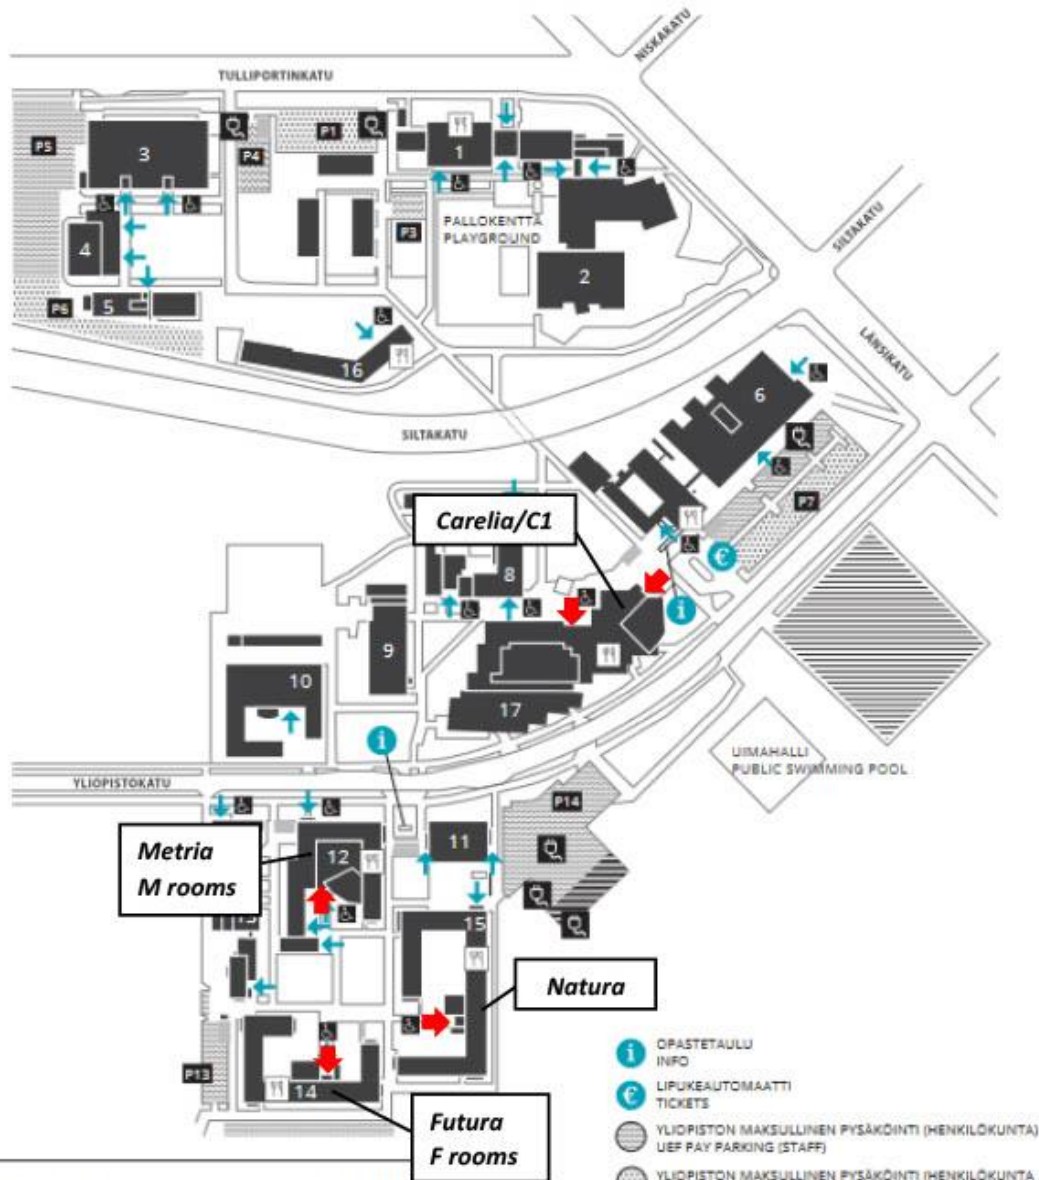 NISKAKATU
TULLIPORTINKATU
P5
3
P4
P1
1
P3
PALLOKENTTÄ
PLAYGROUND
SILTAKATU
4
2
5
P6
16
LÄNSIKATU
6
SILTAKATU
P7
Carelia/C1
8
€
i
9
10
17
i
UIMAHALLI
PUBLIC SWIMMING POOL
YLIOPISTOKATU
P14
11
Metria
M rooms
12
15
Natura
P13
14
Futura
F rooms
i OPASTETAULU
INFO
€ LIPUKEAUTOMAATTI
TICKETS
YLIOPISTON MAKSULLINEN PYSÄKÖINTI (HENKILÖKUNTA)
UEF PAY PARKING (STAFF)
YLIOPISTON MAKSULLINEN PYSÄKÖINTI (HENKILÖKUNTA